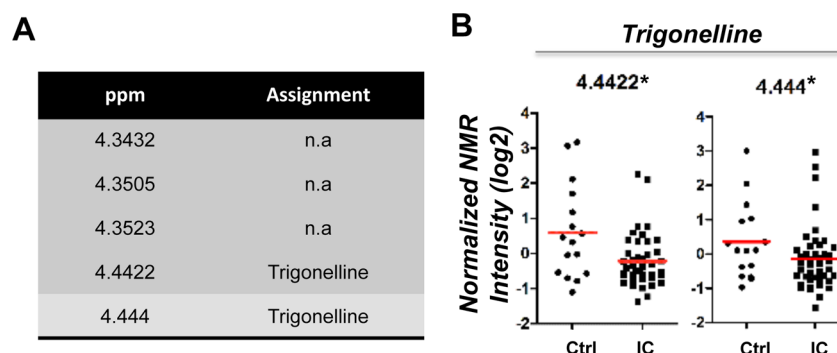 A
ppm Assignment
4.3432 n.a
4.3505 n.a
4.3523 n.a
4.4422 Trigonelline
4.444 Trigonelline
B
Trigonelline
4.4422*
4.444*
Normalized NMR
Intensity (log2)
4
3
2
1
0
-1
-2
Ctrl IC
4
3
2
1
0
-1
-2
Ctrl IC